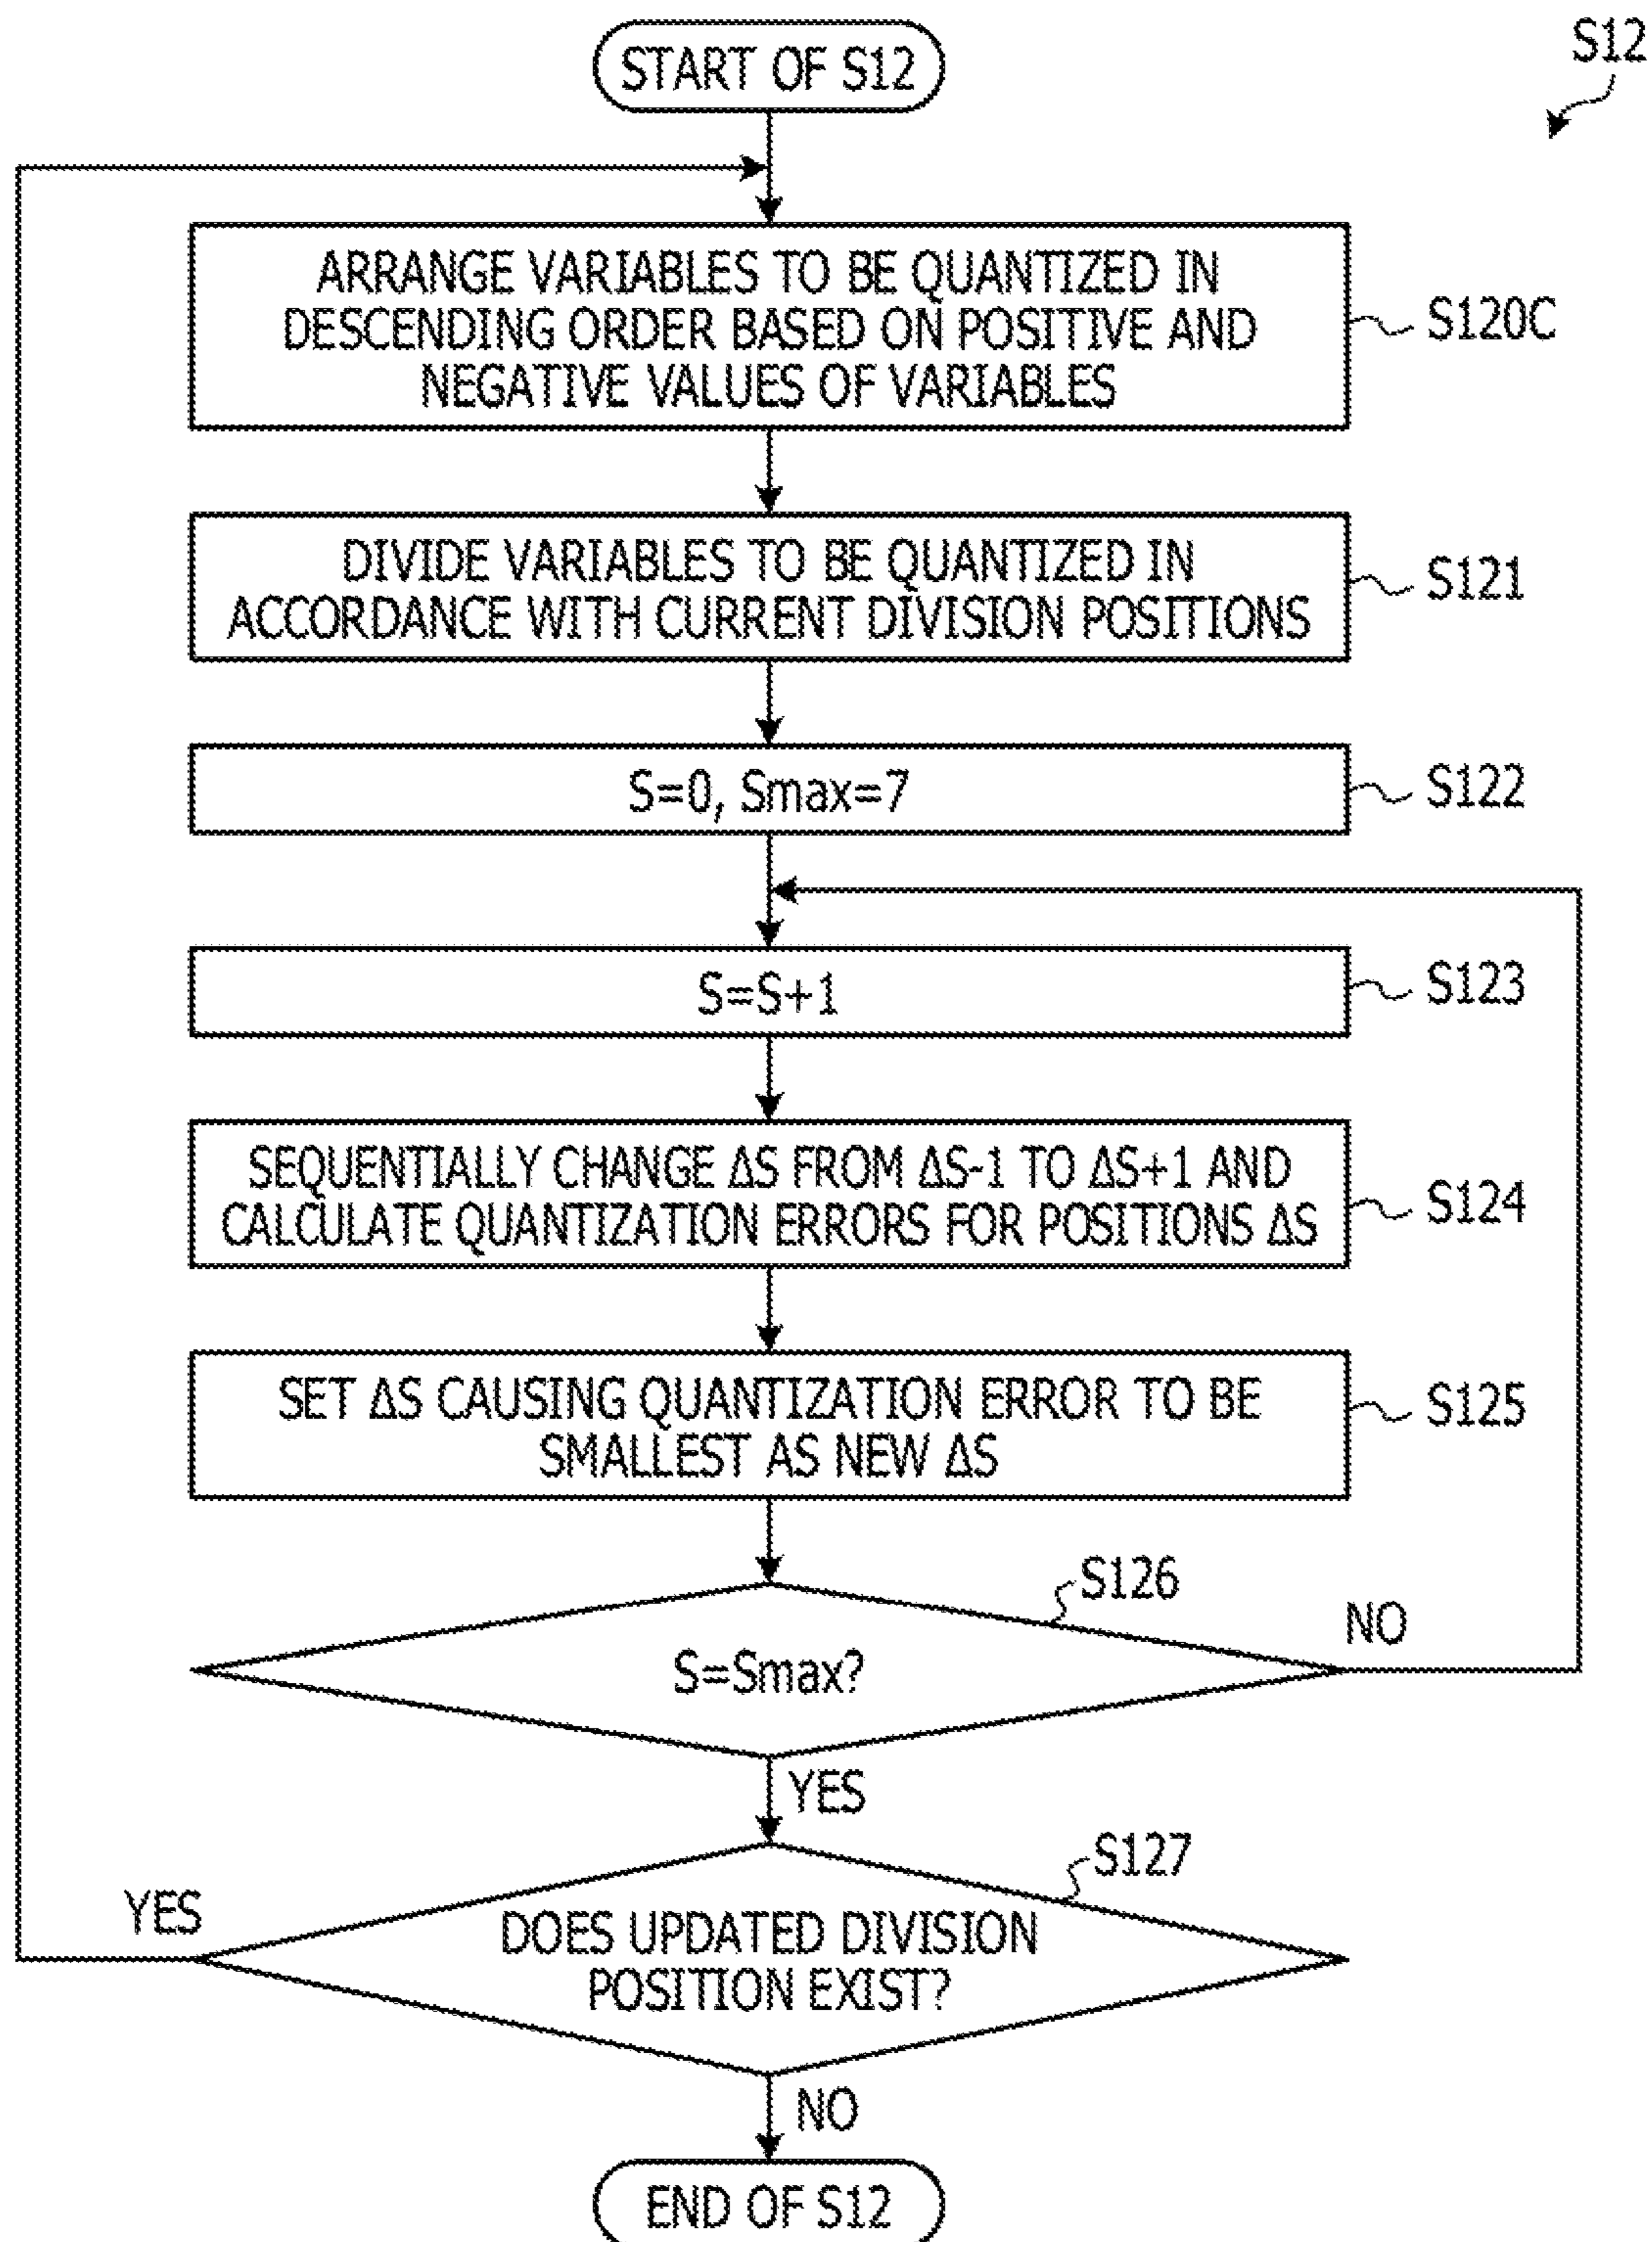 S12
START OF S12
ARRANGE VARIABLES TO BE QUANTIZED IN
DESCENDING ORDER BASED ON POSITIVE AND
NEGATIVE VALUES OF VARIABLES
S120C
DIVIDE VARIABLES TO BE QUANTIZED IN
ACCORDANCE WITH CURRENT DIVISION POSITIONS
S121
S=0, Smax=7
S122
S=S+1
S123
SEQUENTIALLY CHANGE ΔS FROM ΔS-1 TO ΔS+1 AND
CALCULATE QUANTIZATION ERRORS FOR POSITIONS ΔS
S124
SET ΔS CAUSING QUANTIZATION ERROR TO BE
SMALLEST AS NEW ΔS
S125
S126
S=Smax?
NO
YES
S127
DOES UPDATED DIVISION
POSITION EXIST?
YES
NO
END OF S12